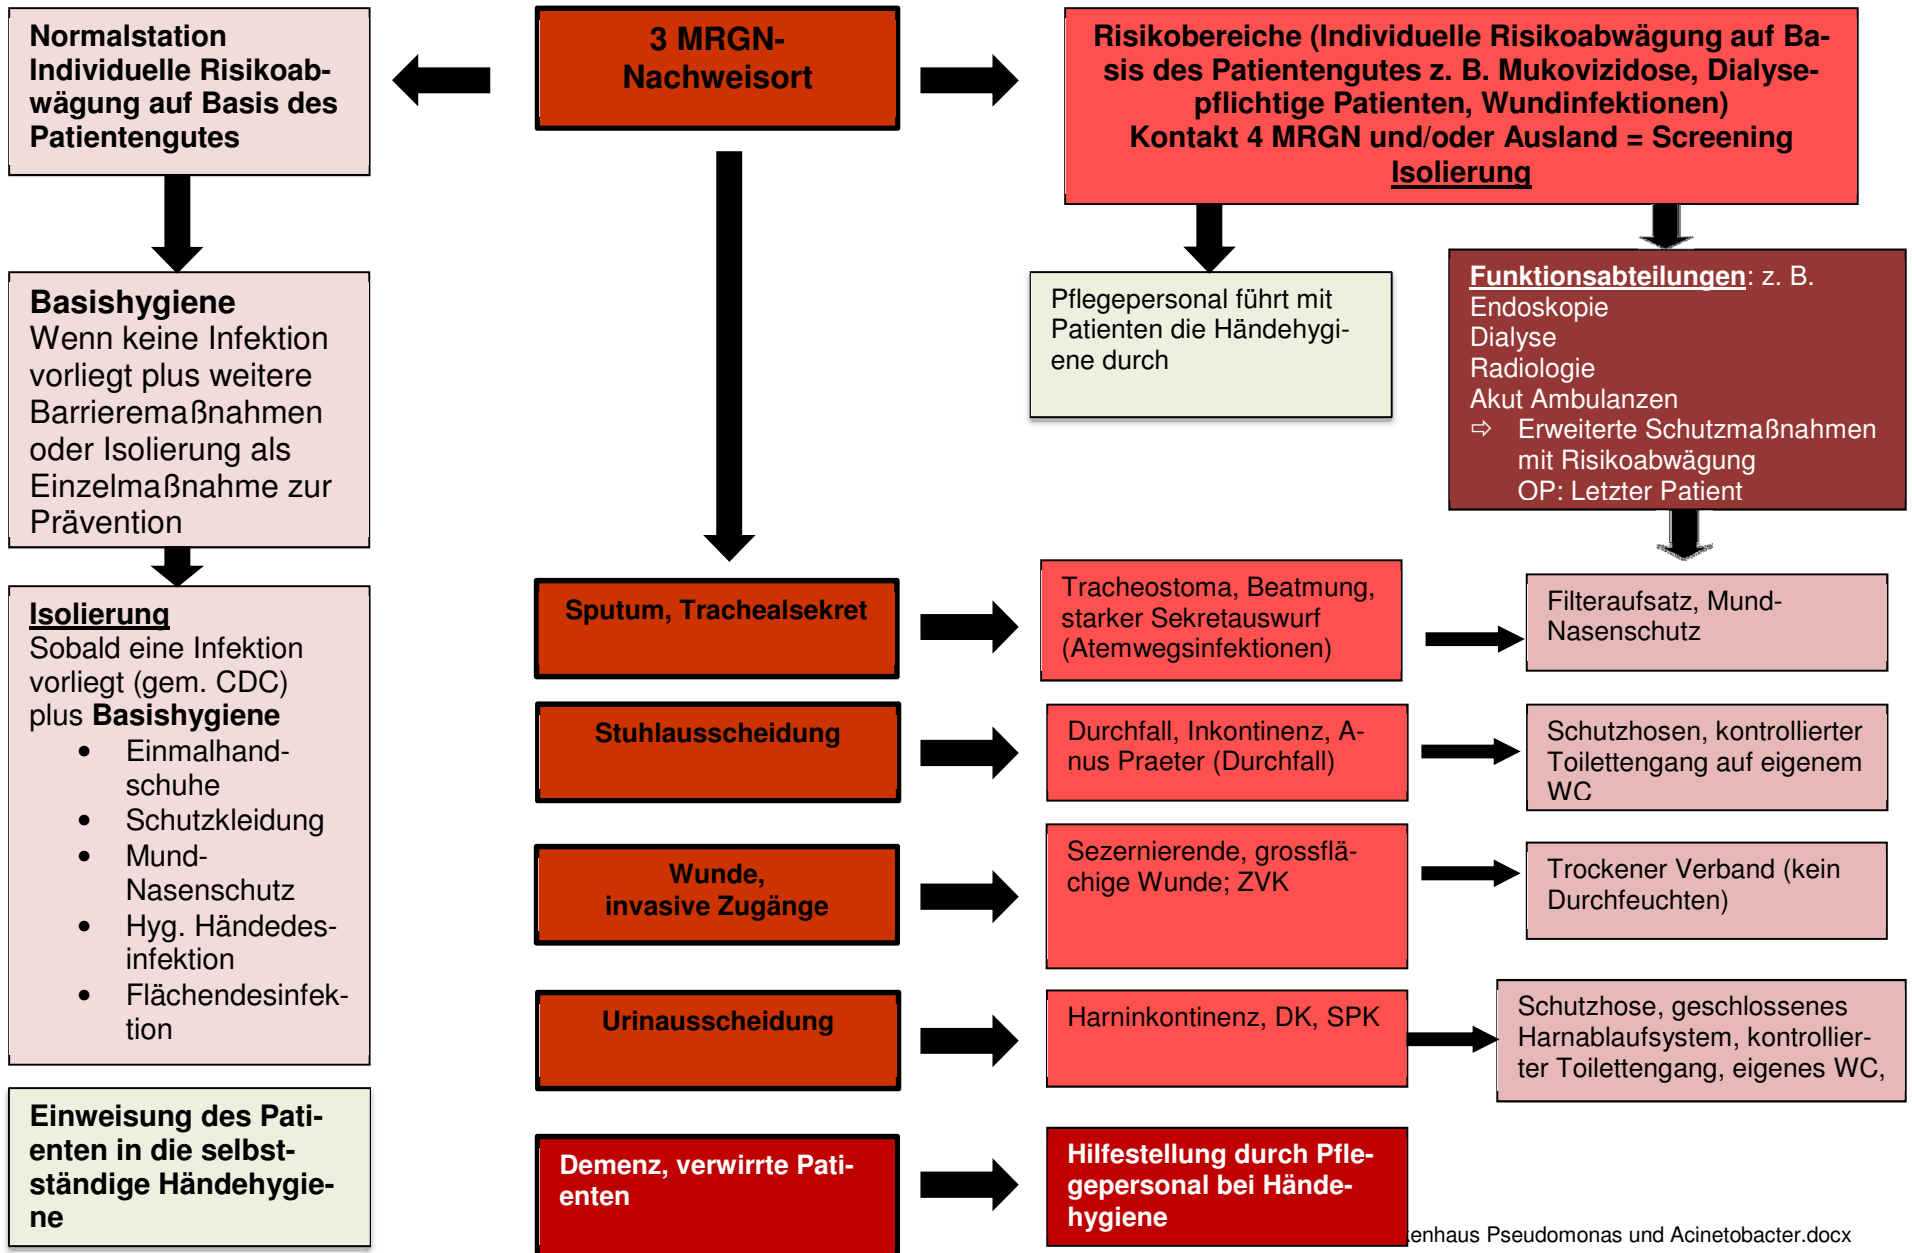 Normalstation
Individuelle Risikoab-
wägung auf Basis des
Patientengutes
3 MRGN-
Nachweisort
Risikobereiche (Individuelle Risikoabwägung auf Ba-
sis des Patientengutes z. B. Mukovizidose, Dialyse-
pflichtige Patienten, Wundinfektionen)
Kontakt 4 MRGN und/oder Ausland = Screening
Isolierung
Basishygiene
Wenn keine Infektion
vorliegt plus weitere
Barrieremaßnahmen
oder Isolierung als
Einzelmaßnahme zur
Prävention
Pflegepersonal führt mit
Patienten die Händehygi-
ene durch
Funktionsabteilungen: z. B.
Endoskopie
Dialyse
Radiologie
Akut Ambulanzen
⇨ Erweiterte Schutzmaßnahmen
mit Risikoabwägung
OP: Letzter Patient
Isolierung
Sobald eine Infektion
vorliegt (gem. CDC)
plus Basishygiene
• Einmalhand-
schuhe
• Schutzkleidung
• Mund-
Nasenschutz
• Hyg. Händedes-
infektion
• Flächendesinfek-
tion
Sputum, Trachealsekret
Tracheostoma, Beatmung,
starker Sekretauswurf
(Atemwegsinfektionen)
Filteraufsatz, Mund-
Nasenschutz
Stuhlausscheidung
Durchfall, Inkontinenz, A-
nus Praeter (Durchfall)
Schutzhosen, kontrollierter
Toilettengang auf eigenem
WC
Wunde,
invasive Zugänge
Sezernierende, grossflä-
chige Wunde; ZVK
Trockener Verband (kein
Durchfeuchten)
Urinausscheidung
Harninkontinenz, DK, SPK
Schutzhose, geschlossenes
Harnablaufsystem, kontrollier-
ter Toilettengang, eigenes WC,
Einweisung des Pati-
enten in die selbst-
ständige Händehygie-
ne
Demenz, verwirrte Pati-
enten
Hilfestellung durch Pfle-
gepersonal bei Hände-
hygiene
enhaus Pseudomonas und Acinetobacter.docx